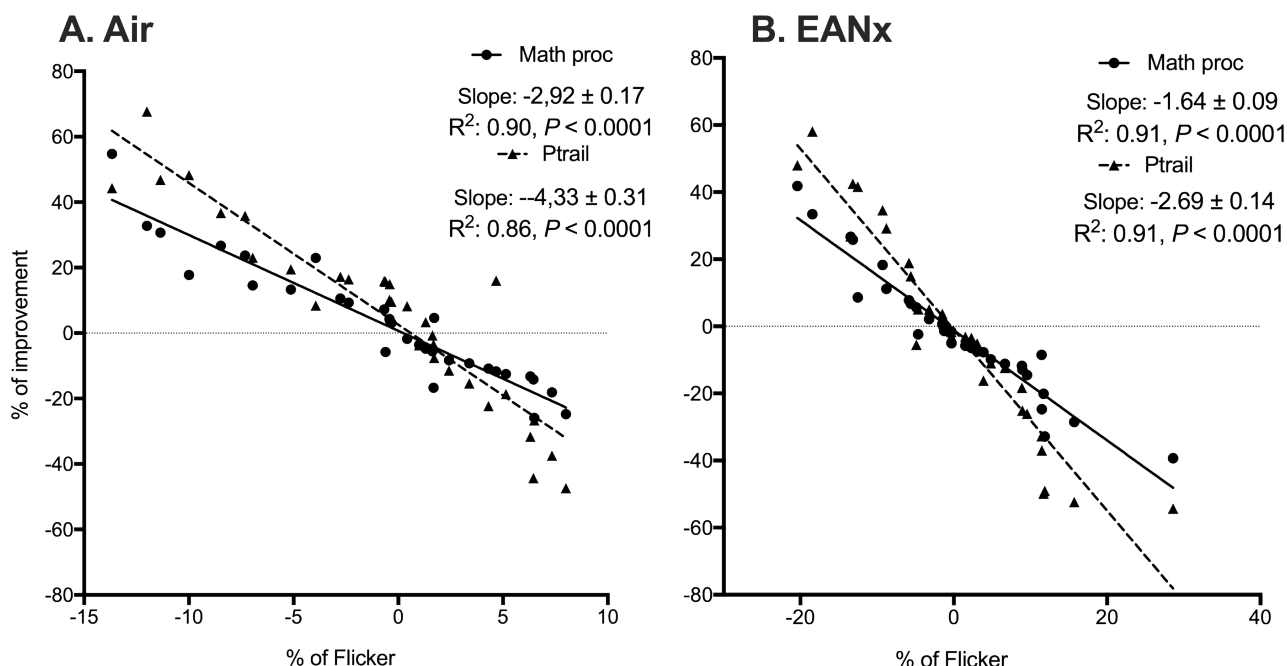 A. Air
Math proc
Slope: -2,92 ± 0.17
R²: 0.90, P < 0.0001
Ptrail
Slope: --4,33 ± 0.31
R²: 0.86, P < 0.0001
% of improvement
80
60
40
20
0
-20
-40
-60
-80
-15
-10
-5
0
5
10
% of Flicker
B. EANx
Math proc
Slope: -1.64 ± 0.09
R²: 0.91, P < 0.0001
Ptrail
Slope: -2.69 ± 0.14
R²: 0.91, P < 0.0001
80
60
40
20
0
-20
-40
-60
-80
-20
0
20
40
% of Flicker